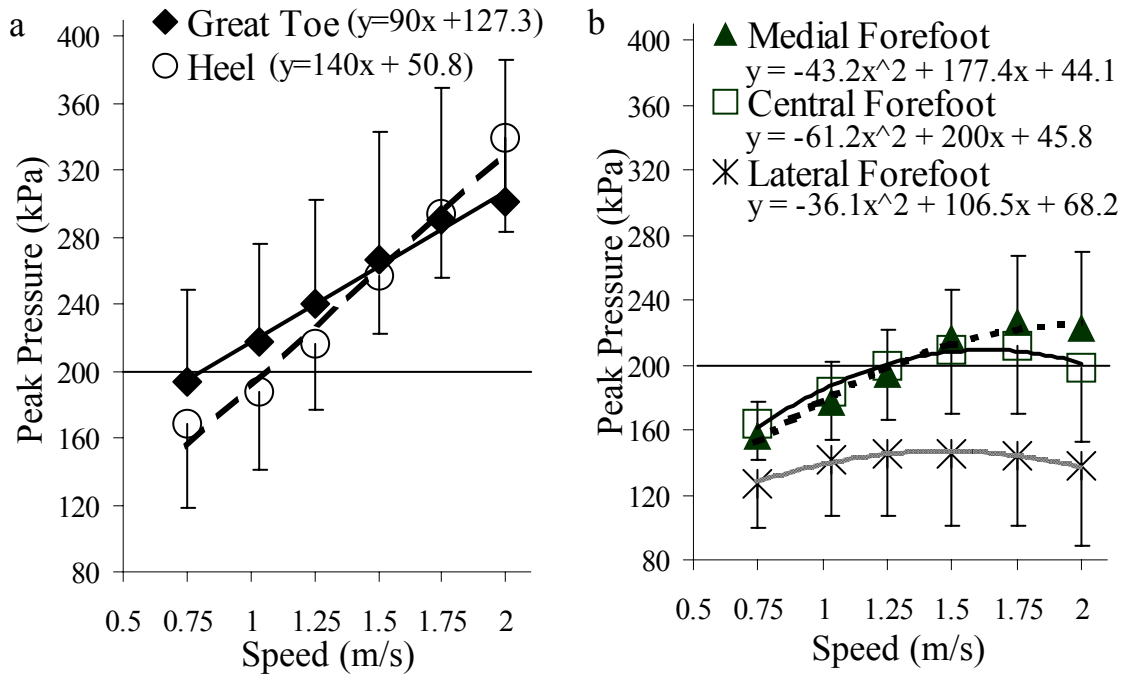 a
Great Toe (y=90x +127.3)
Heel (y=140x + 50.8)
Peak Pressure (kPa)
400
360
320
280
240
200
160
120
80
0.5 0.75 1 1.25 1.5 1.75 2
Speed (m/s)
b
Medial Forefoot
y = -43.2x^2 + 177.4x + 44.1
Central Forefoot
y = -61.2x^2 + 200x + 45.8
Lateral Forefoot
y = -36.1x^2 + 106.5x + 68.2
Peak Pressure (kPa)
400
360
320
280
240
200
160
120
80
0.5 0.75 1 1.25 1.5 1.75 2
Speed (m/s)